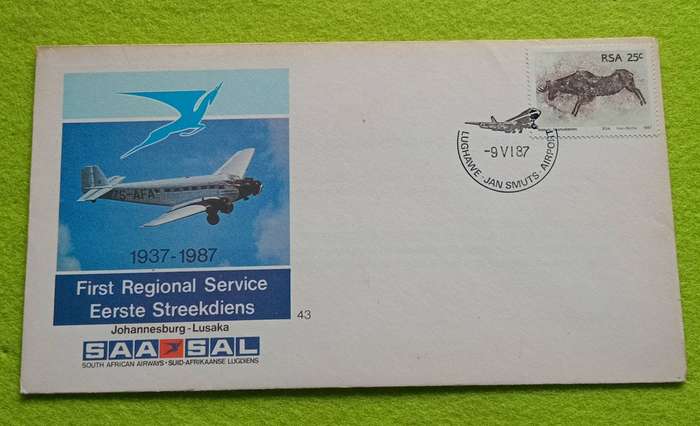 RSA 25c
1987
LUGHAWE · JAN SMUTS · AIRPORT
-9 VI 87
ZS-AFA
1937-1987
First Regional Service
Eerste Streekdiens
43
Johannesburg - Lusaka
SAA SAL
SOUTH AFRICAN AIRWAYS · SUID-AFRIKAANSE LUGDIENS